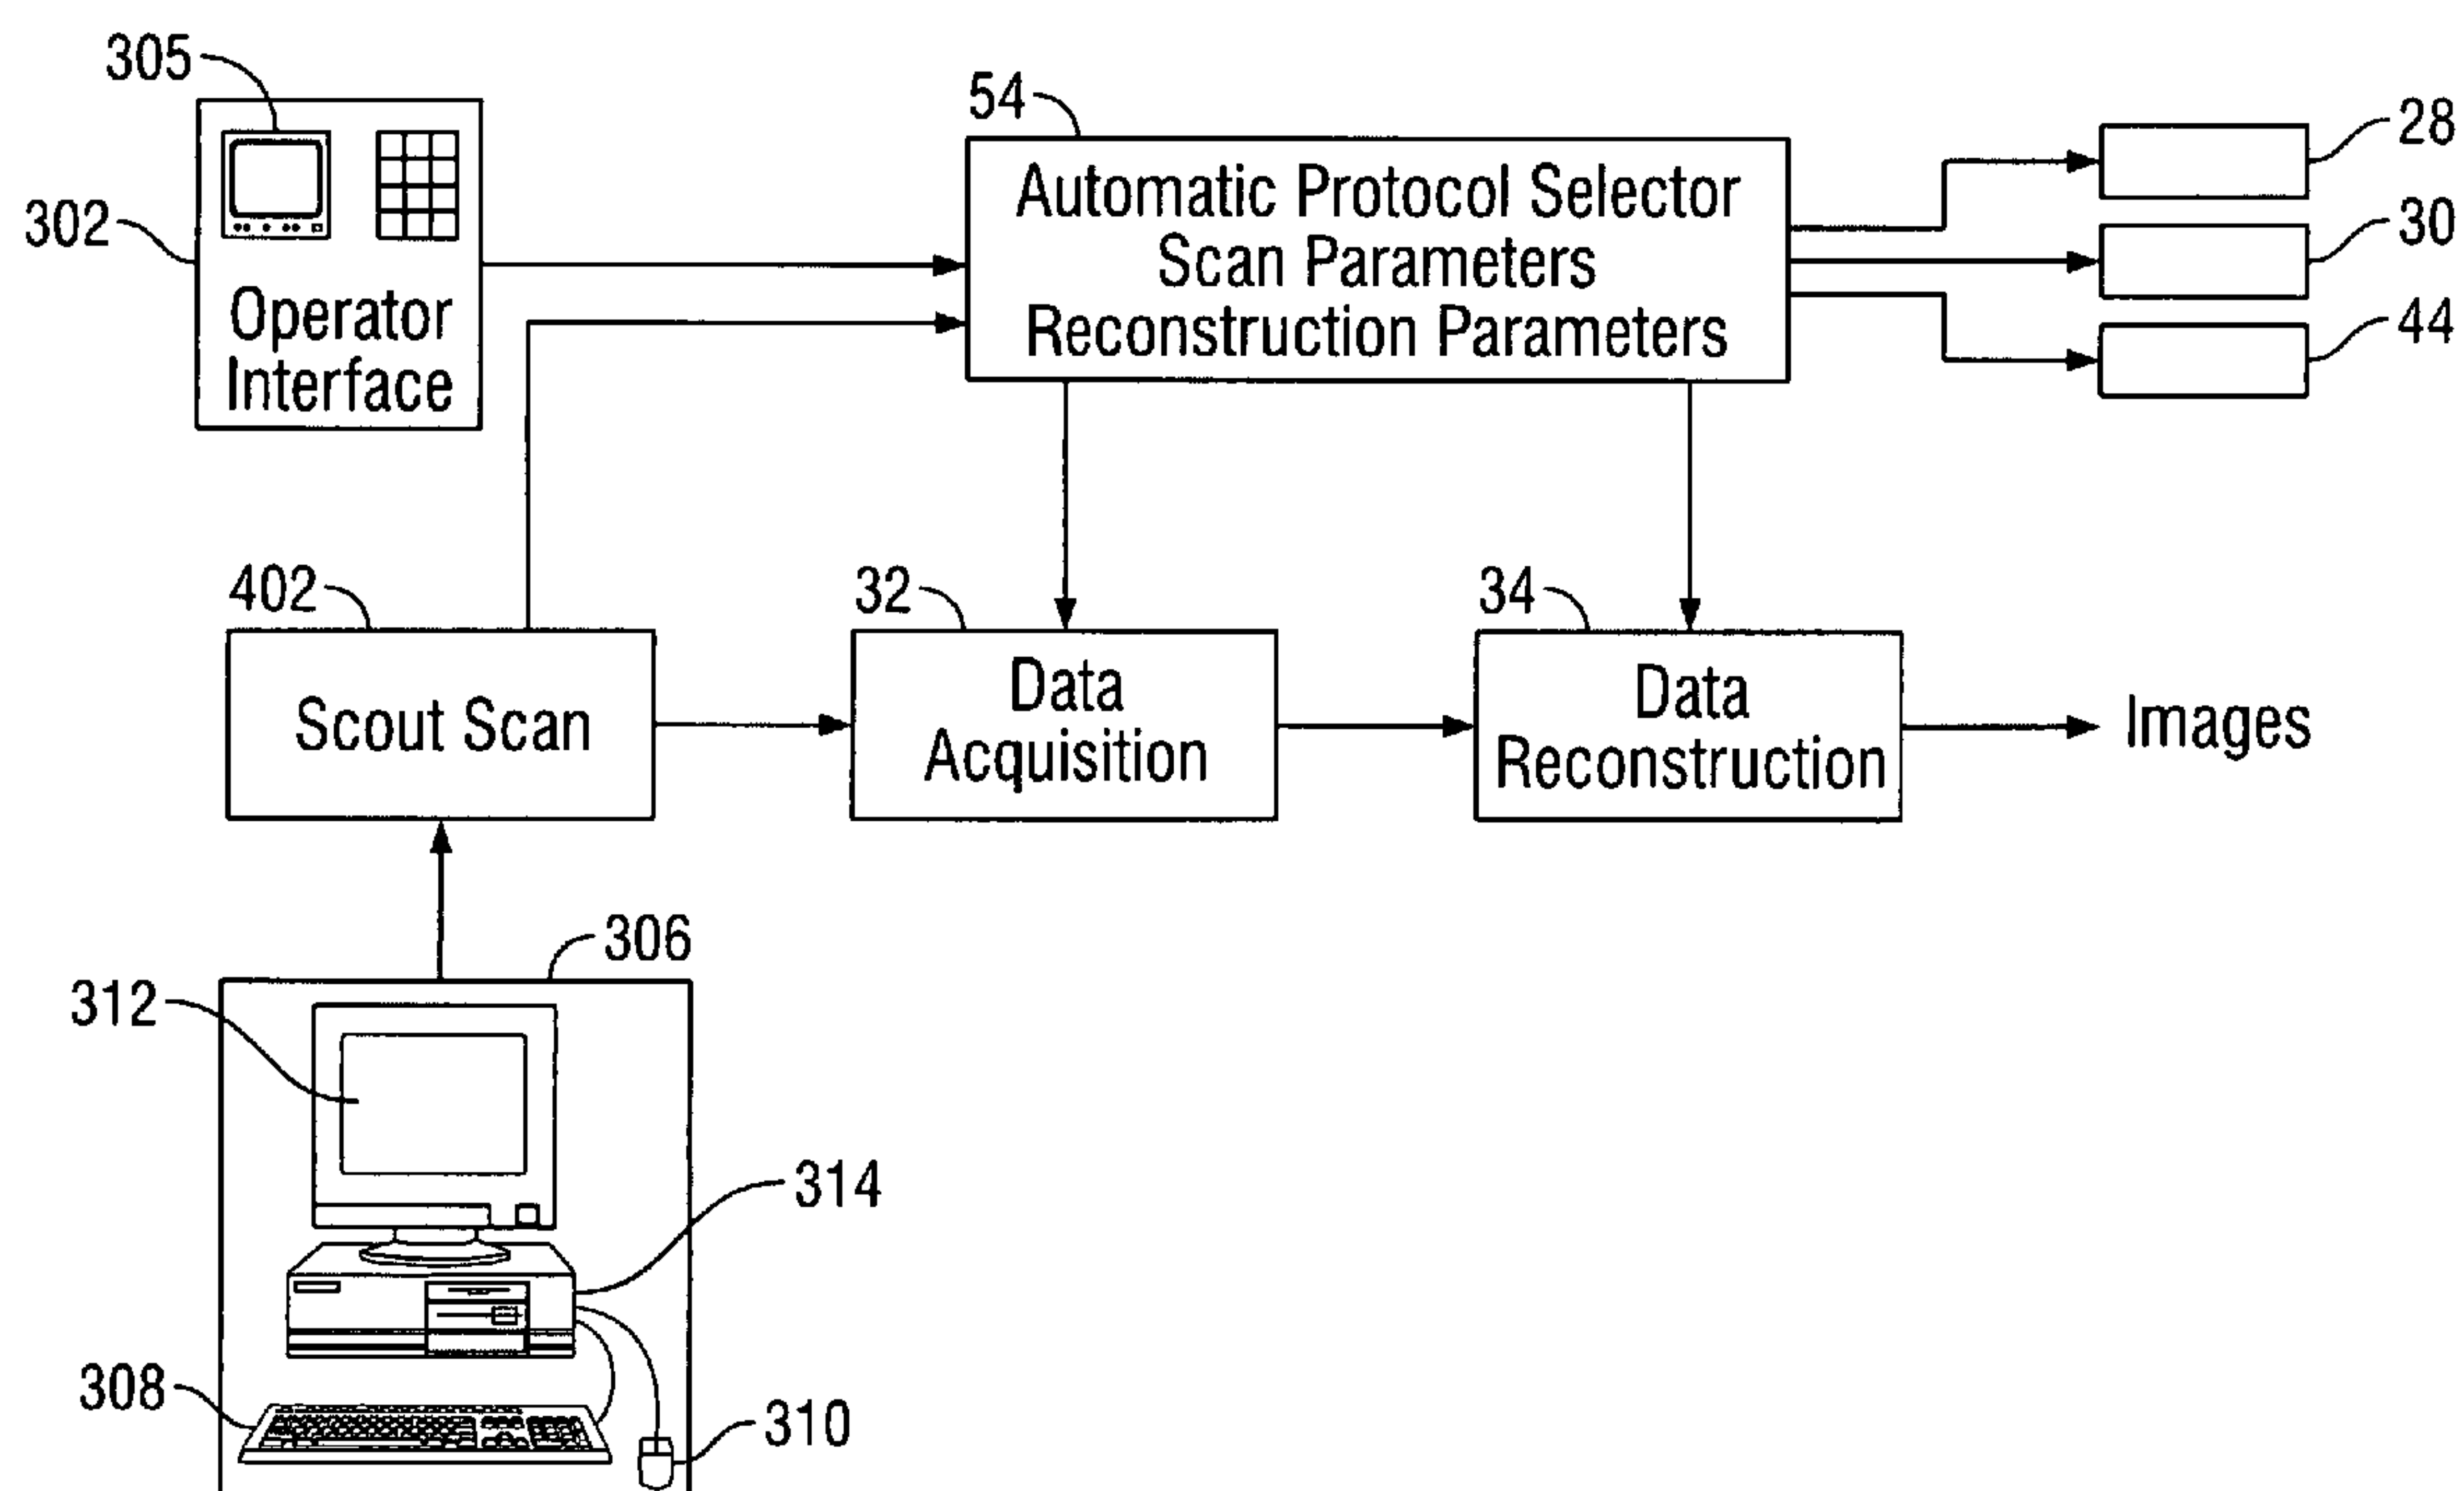 305
302
Operator
Interface
54
Automatic Protocol Selector
Scan Parameters
Reconstruction Parameters
28
30
44
402
Scout Scan
32
Data
Acquisition
34
Data
Reconstruction
Images
306
312
314
308
310